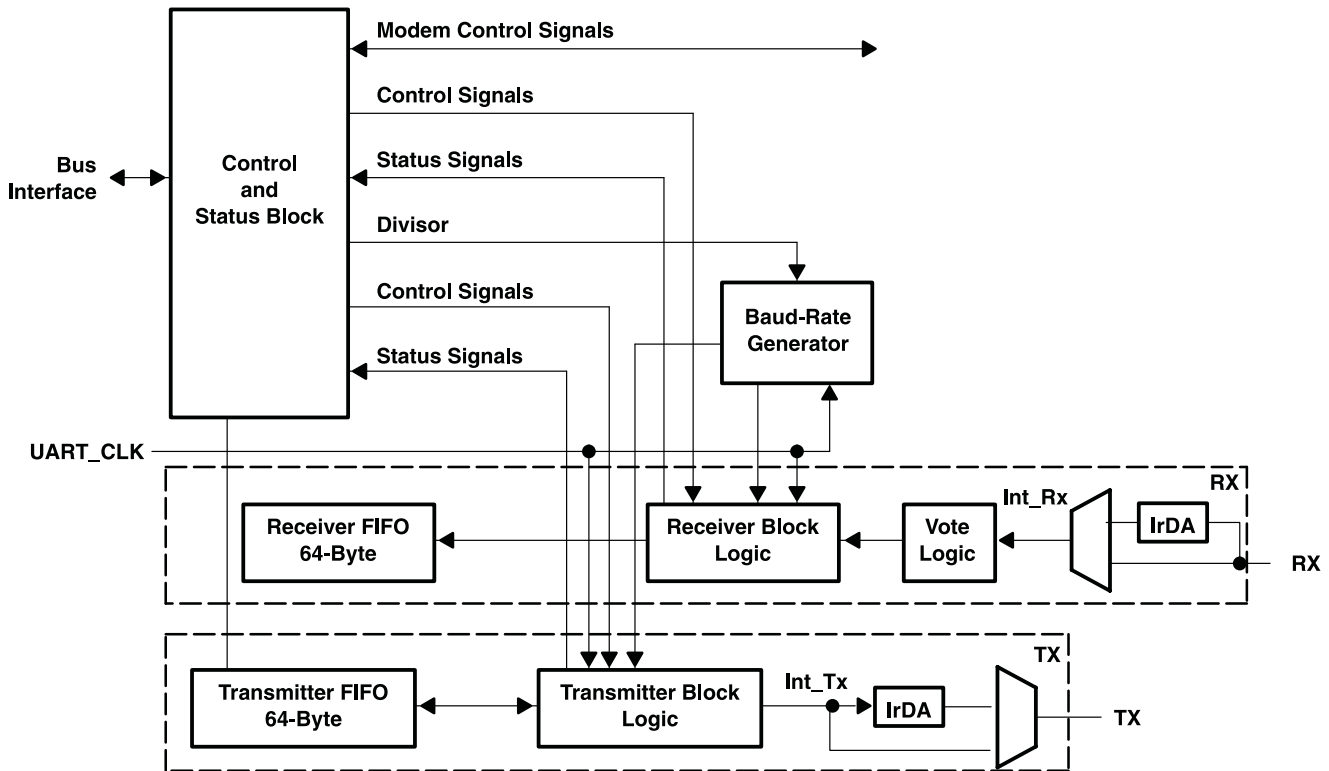 Modem Control Signals
Control Signals
Bus
Interface
Control
and
Status Block
Status Signals
Divisor
Control Signals
Baud-Rate
Generator
Status Signals
UART_CLK
RX
Receiver FIFO
64-Byte
Receiver Block
Logic
Vote
Logic
Int_Rx
IrDA
RX
TX
Transmitter FIFO
64-Byte
Transmitter Block
Logic
Int_Tx
IrDA
TX